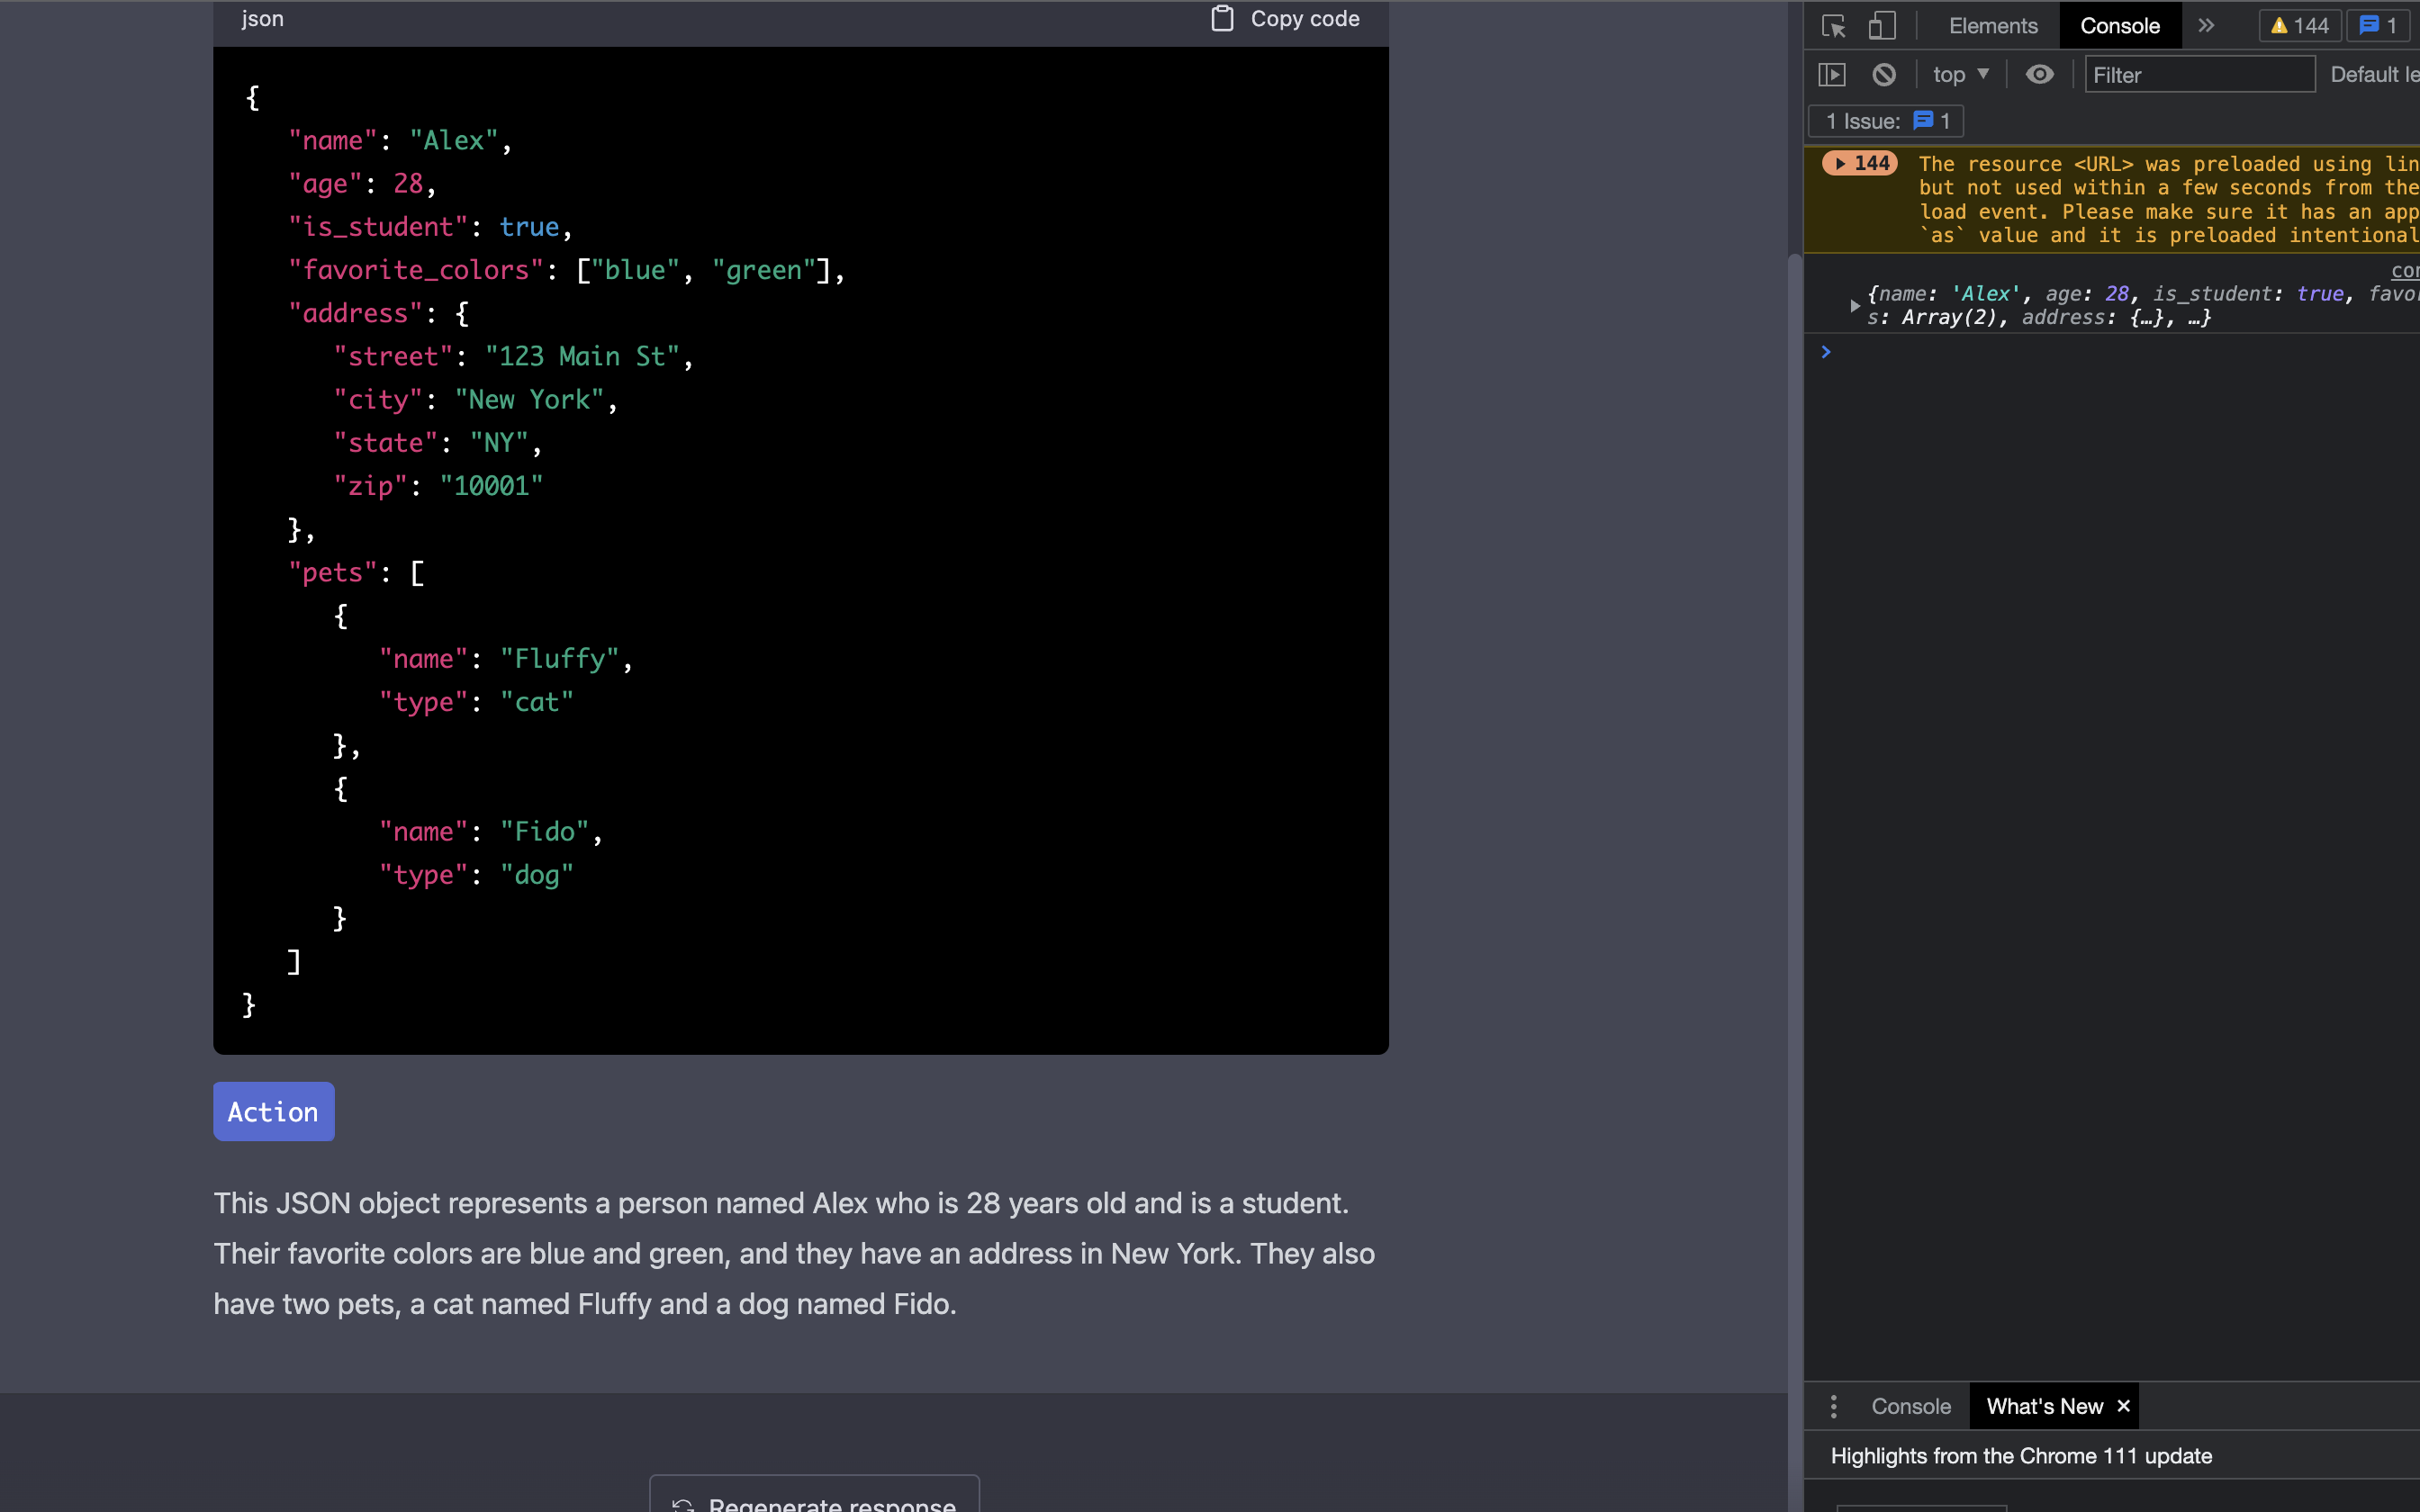 json
Copy code
{
"name": "Alex",
"age": 28,
"is_student": true,
"favorite_colors": ["blue", "green"],
"address": {
"street": "123 Main St",
"city": "New York",
"state": "NY",
"zip": "10001"
},
"pets": [
{
"name": "Fluffy",
"type": "cat"
},
{
"name": "Fido",
"type": "dog"
}
]
}
Action
This JSON object represents a person named Alex who is 28 years old and is a student.
Their favorite colors are blue and green, and they have an address in New York. They also
have two pets, a cat named Fluffy and a dog named Fido.
Regenerate response
Elements Console » 144 1
top Filter Default le
1 Issue: 1
144 The resource <URL> was preloaded using lin
but not used within a few seconds from the
load event. Please make sure it has an app
`as` value and it is preloaded intentional
con
{name: 'Alex', age: 28, is_student: true, favo
s: Array(2), address: {…}, …}
Console What's New ×
Highlights from the Chrome 111 update